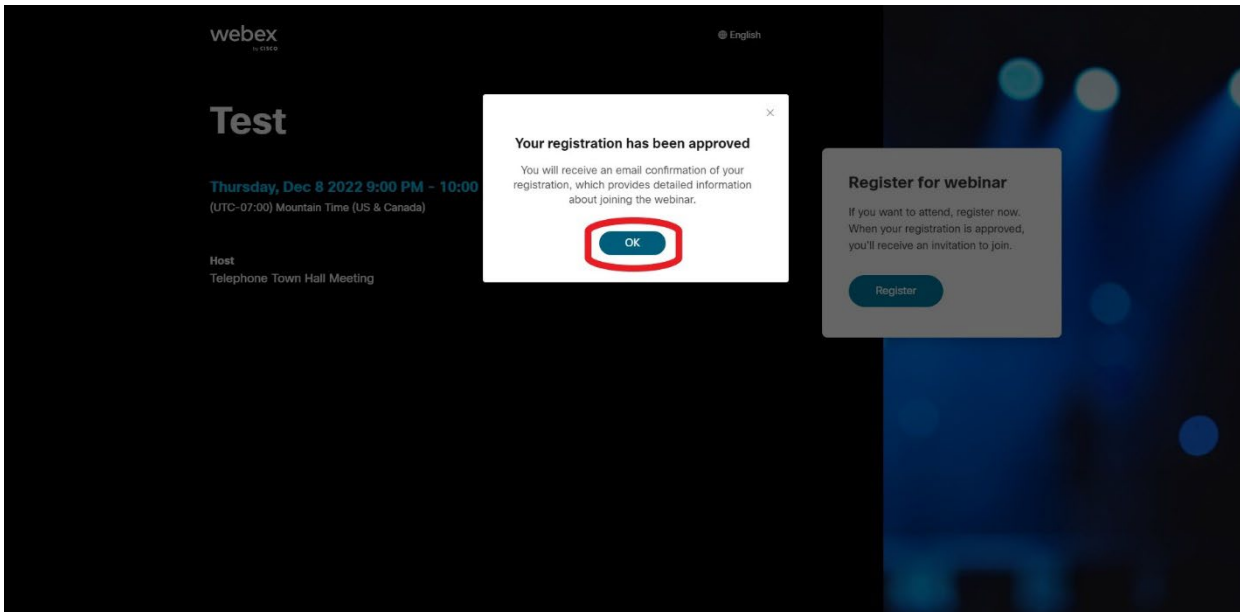 webex
by CISCO
English
Test
Thursday, Dec 8 2022 9:00 PM - 10:00
(UTC-07:00) Mountain Time (US & Canada)
Host
Telephone Town Hall Meeting
Your registration has been approved
You will receive an email confirmation of your
registration, which provides detailed information
about joining the webinar.
OK
Register for webinar
If you want to attend, register now.
When your registration is approved,
you'll receive an invitation to join.
Register